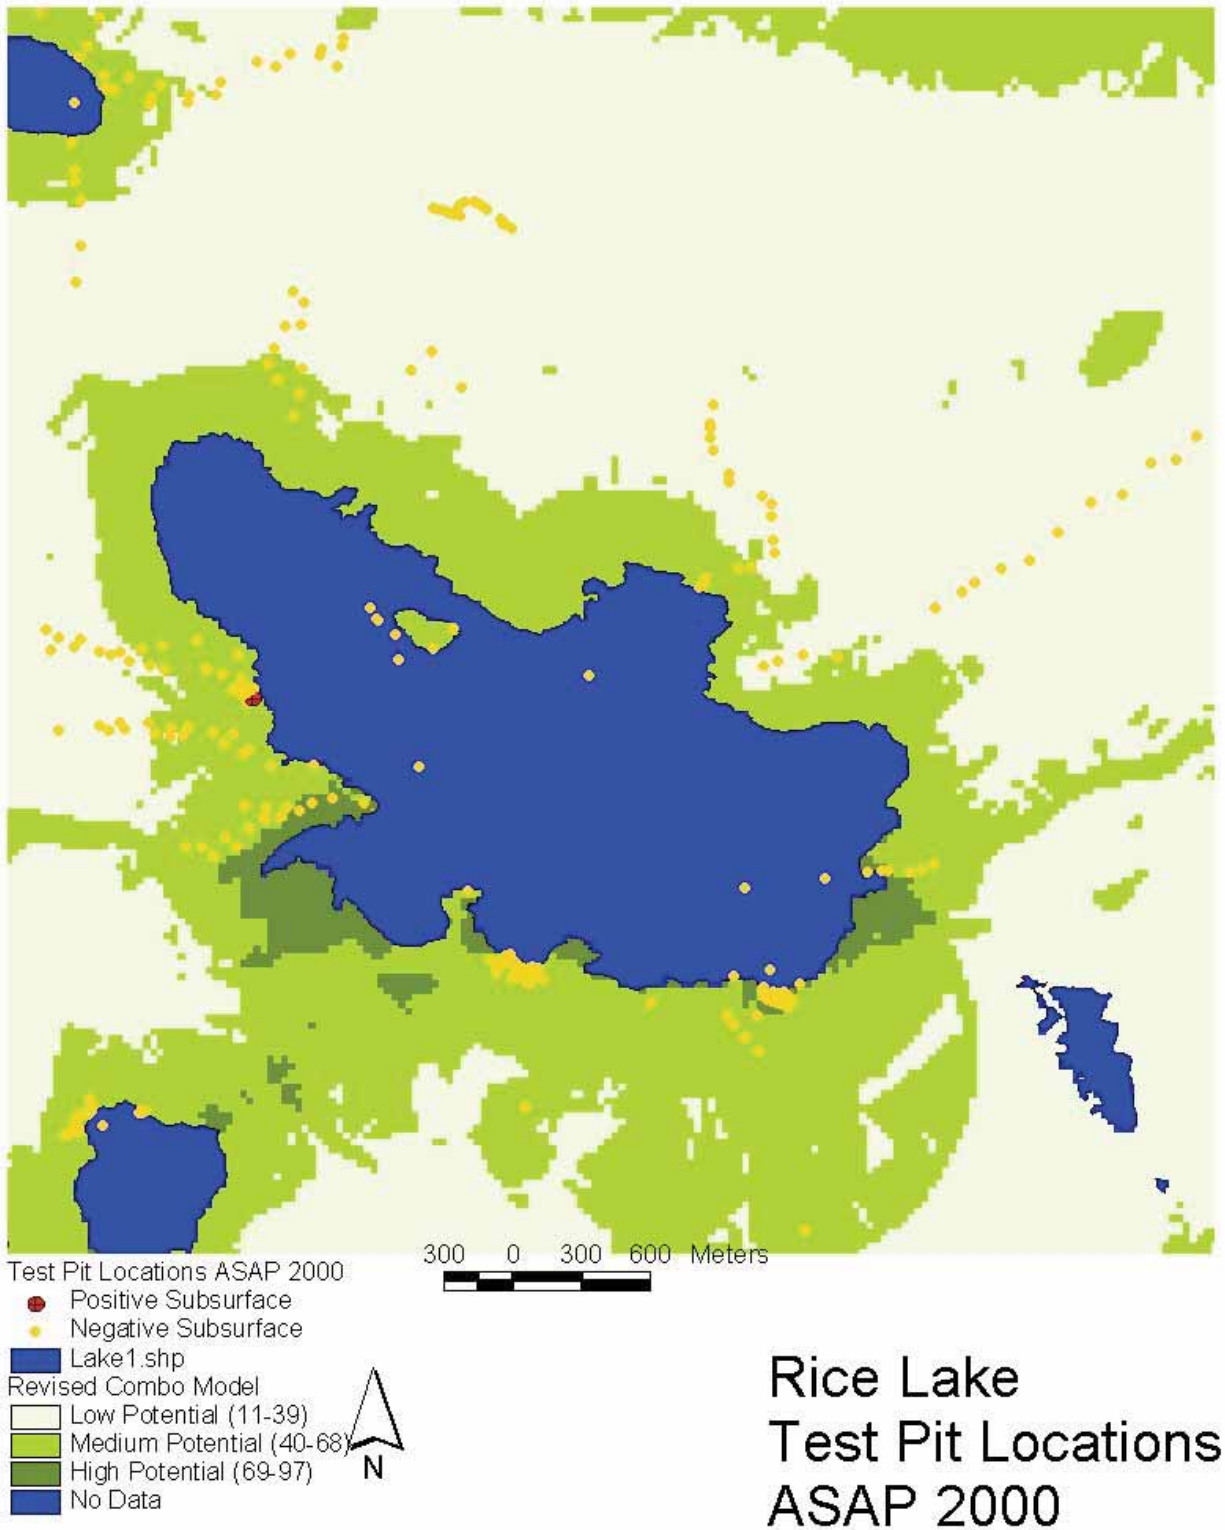 300 0 300 600 Meters
Test Pit Locations ASAP 2000
Positive Subsurface
Negative Subsurface
Lake1.shp
Revised Combo Model
Low Potential (11-39)
Medium Potential (40-68)
High Potential (69-97)
No Data
N
Rice Lake
Test Pit Locations
ASAP 2000